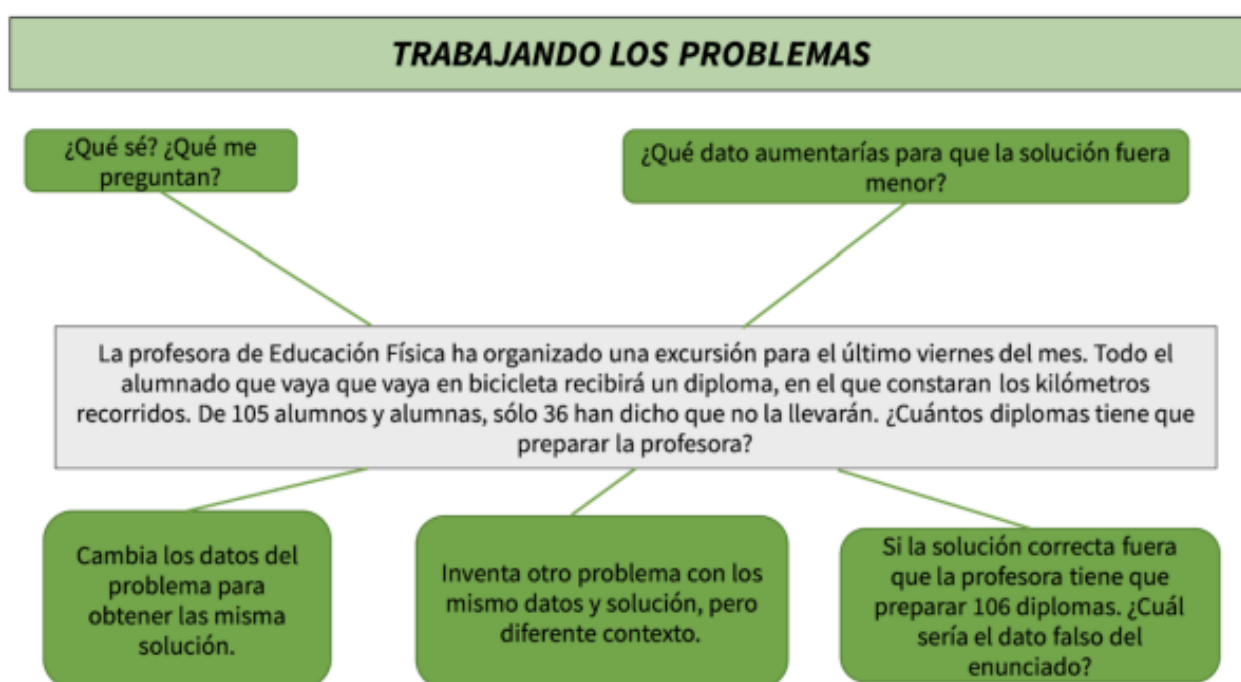 TRABAJANDO LOS PROBLEMAS
¿Qué sé? ¿Qué me
preguntan?
¿Qué dato aumentarías para que la solución fuera
menor?
La profesora de Educación Física ha organizado una excursión para el último viernes del mes. Todo el
alumnado que vaya que vaya en bicicleta recibirá un diploma, en el que constaran los kilómetros
recorridos. De 105 alumnos y alumnas, sólo 36 han dicho que no la llevarán. ¿Cuántos diplomas tiene que
preparar la profesora?
Cambia los datos del
problema para
obtener las misma
solución.
Inventa otro problema con los
mismo datos y solución, pero
diferente contexto.
Si la solución correcta fuera
que la profesora tiene que
preparar 106 diplomas. ¿Cuál
sería el dato falso del
enunciado?